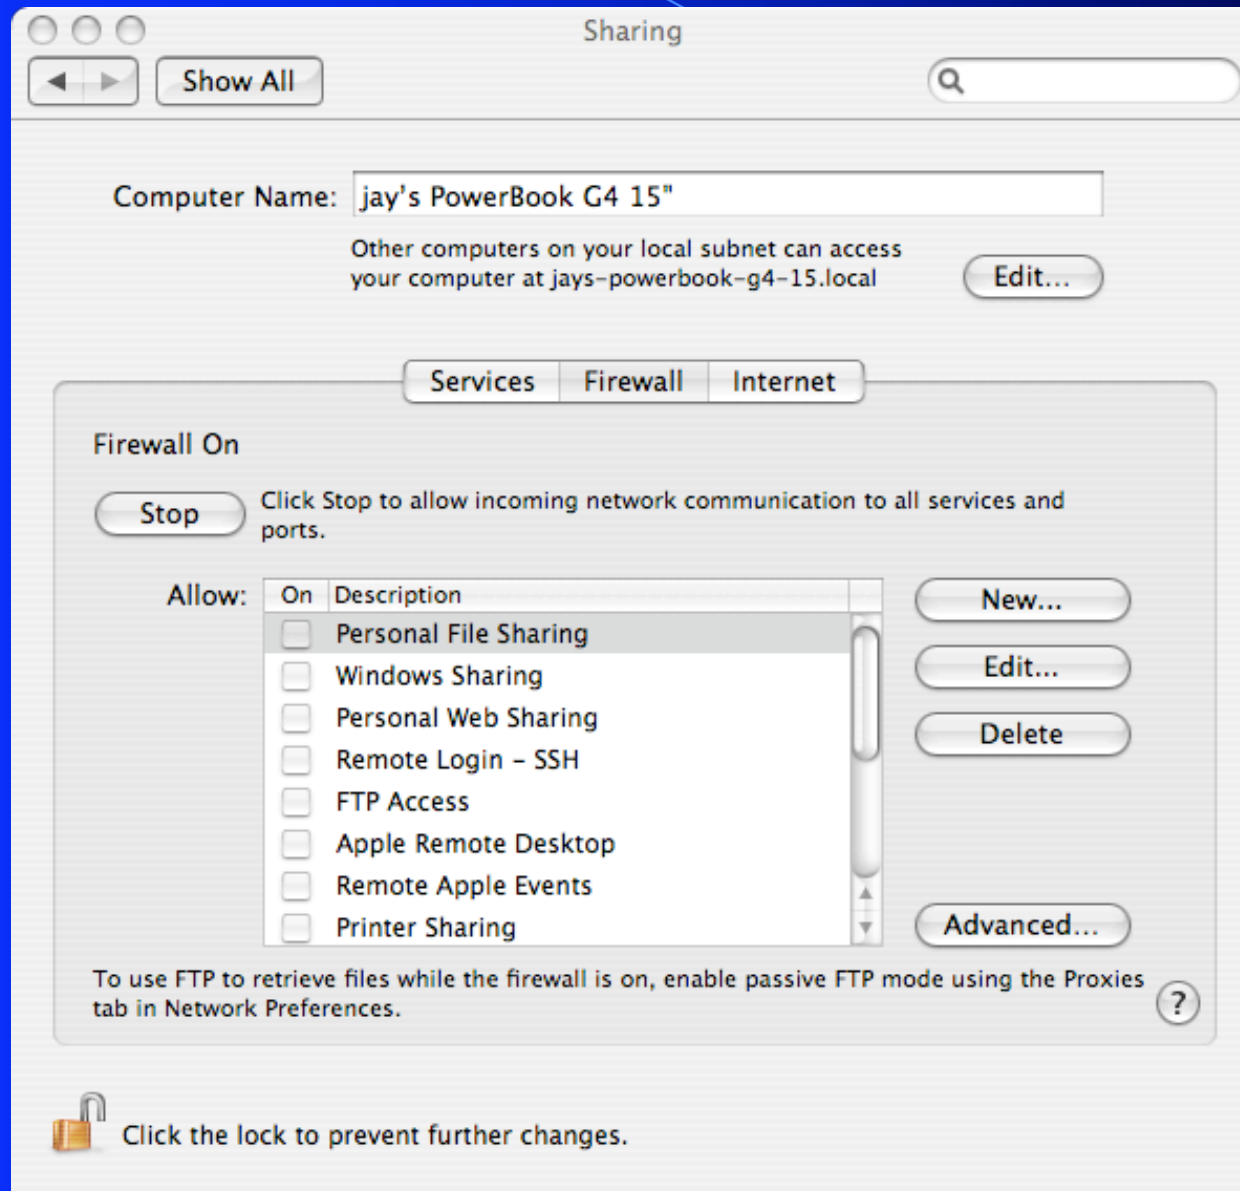 Sharing
Show All
Computer Name: jay's PowerBook G4 15"
Other computers on your local subnet can access
your computer at jays-powerbook-g4-15.local
Edit...
Services Firewall Internet
Firewall On
Stop
Click Stop to allow incoming network communication to all services and
ports.
Allow:
On Description
Personal File Sharing
Windows Sharing
Personal Web Sharing
Remote Login – SSH
FTP Access
Apple Remote Desktop
Remote Apple Events
Printer Sharing
New...
Edit...
Delete
Advanced...
To use FTP to retrieve files while the firewall is on, enable passive FTP mode using the Proxies
tab in Network Preferences.
?
Click the lock to prevent further changes.